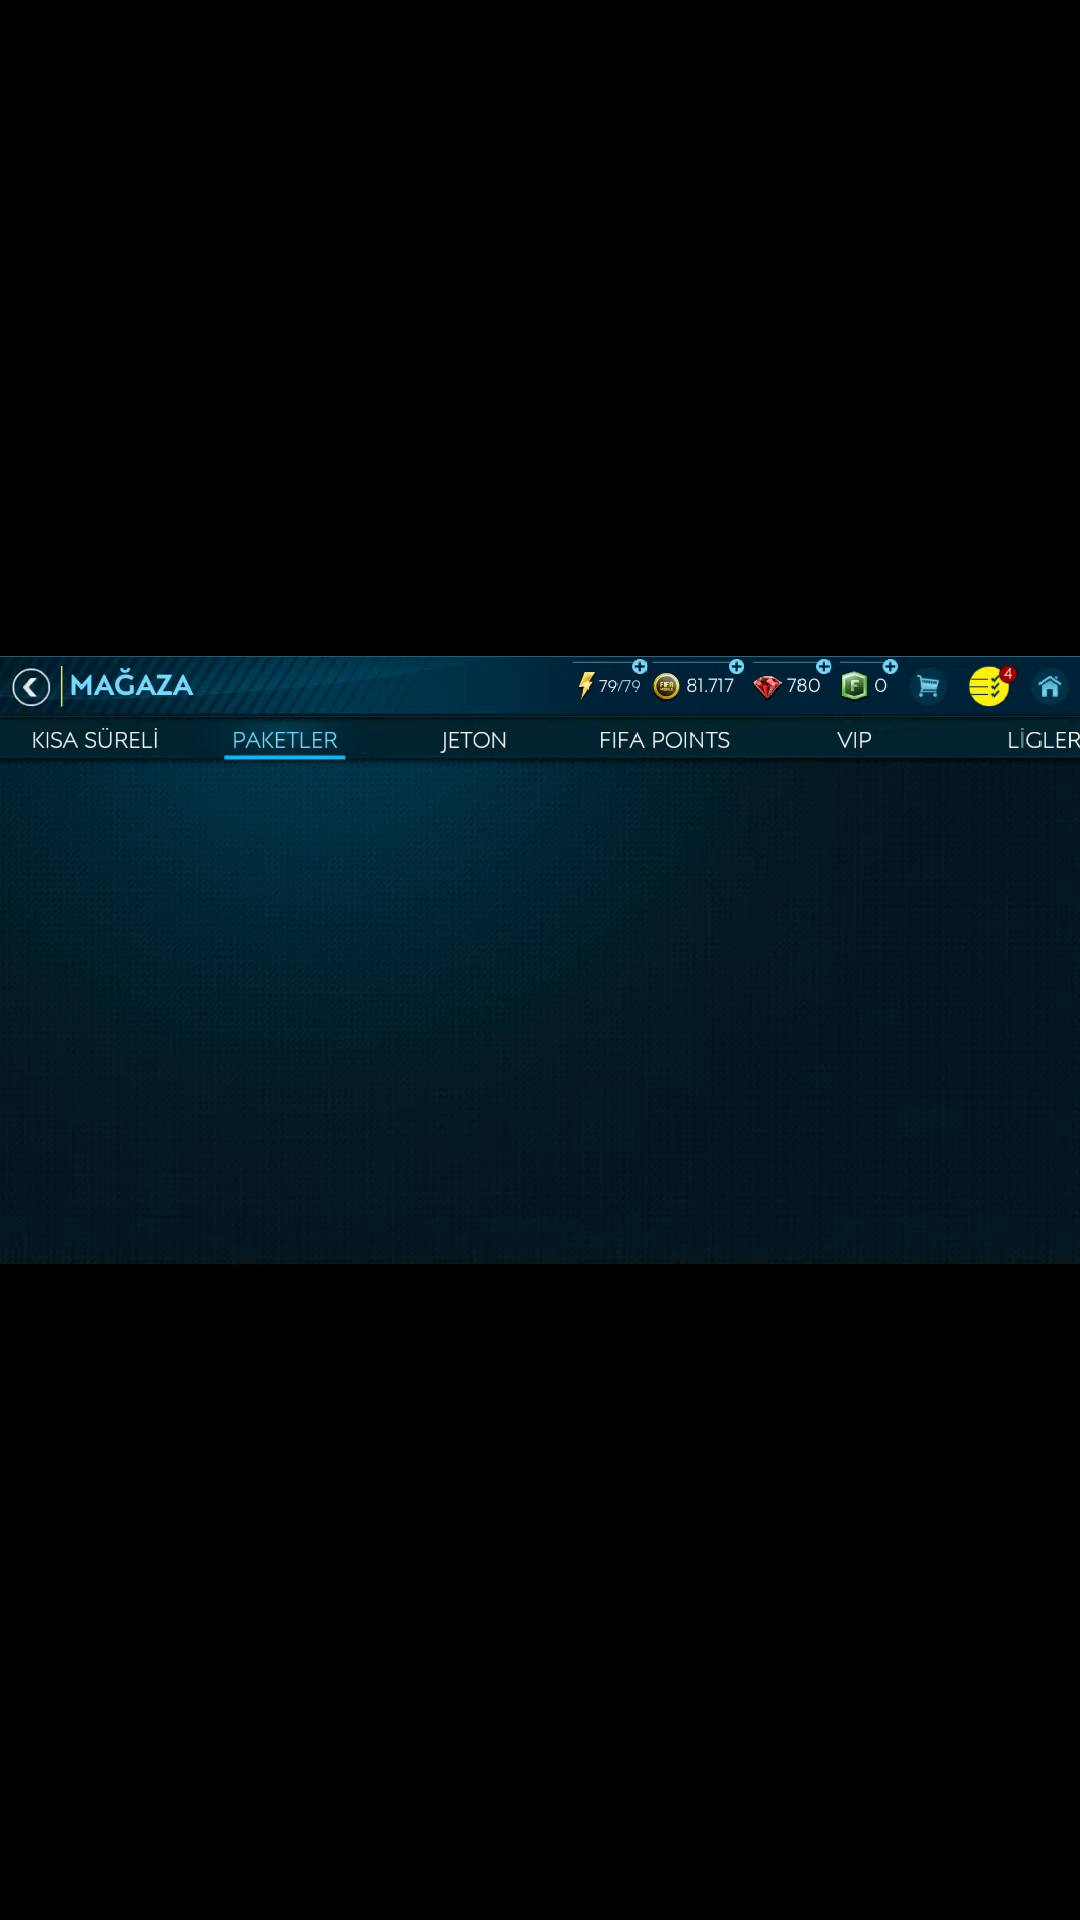 MAĞAZA
79/79
81.717
780
0
4
KISA SÜRELİ
PAKETLER
JETON
FIFA POINTS
VIP
LİGLER